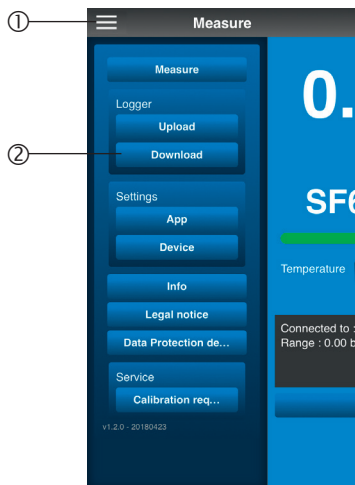 ① Measure
Measure
Logger
Upload
② Download
Settings
App
Device
Info
Legal notice
Data Protection de...
Service
Calibration req...
v1.2.0 - 20180423
0.
SF6
Temperature
Connected to :
Range : 0.00 b